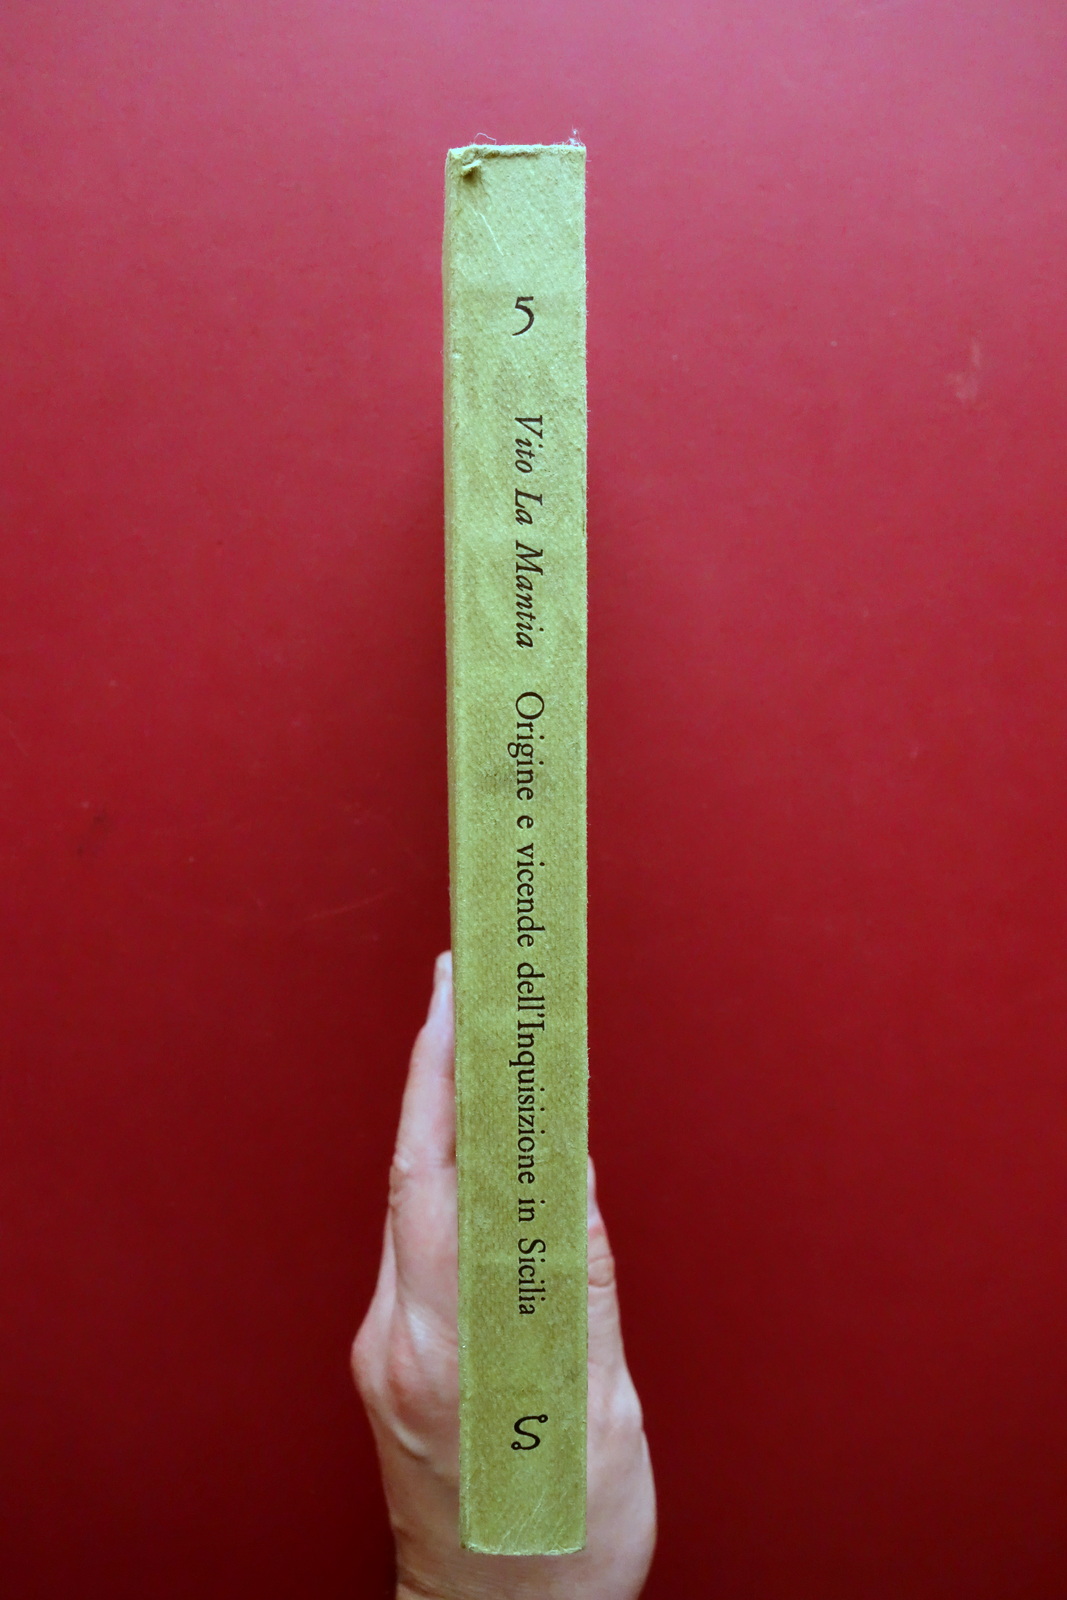 5 Vito La Mantia Origine e vicende dell'Inquisizione in Sicilia S